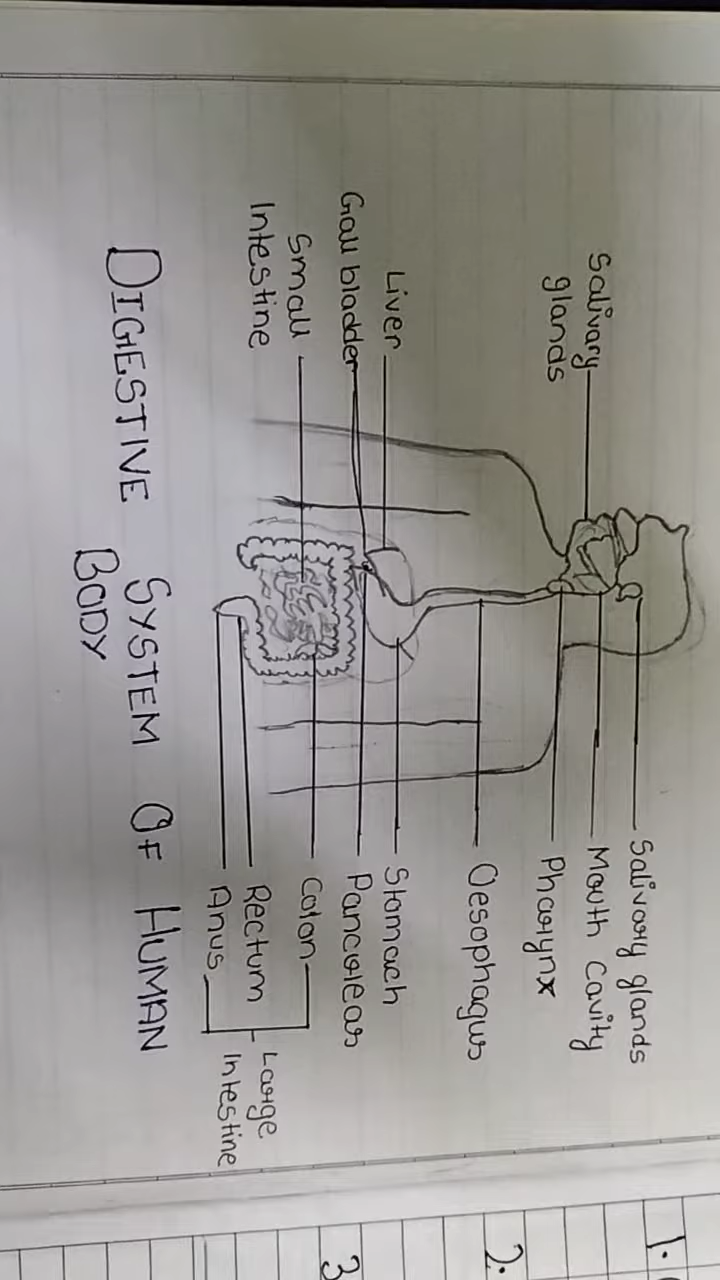 Salivary
glands
Liver
Gall bladder
Small
Intestine
Salivary glands
Mouth Cavity
Pharynx
Oesophagus
Stomach
Pancreas
Colon
Rectum
Anus
Large
Intestine
DIGESTIVE SYSTEM OF HUMAN
BODY
1.
2.
3